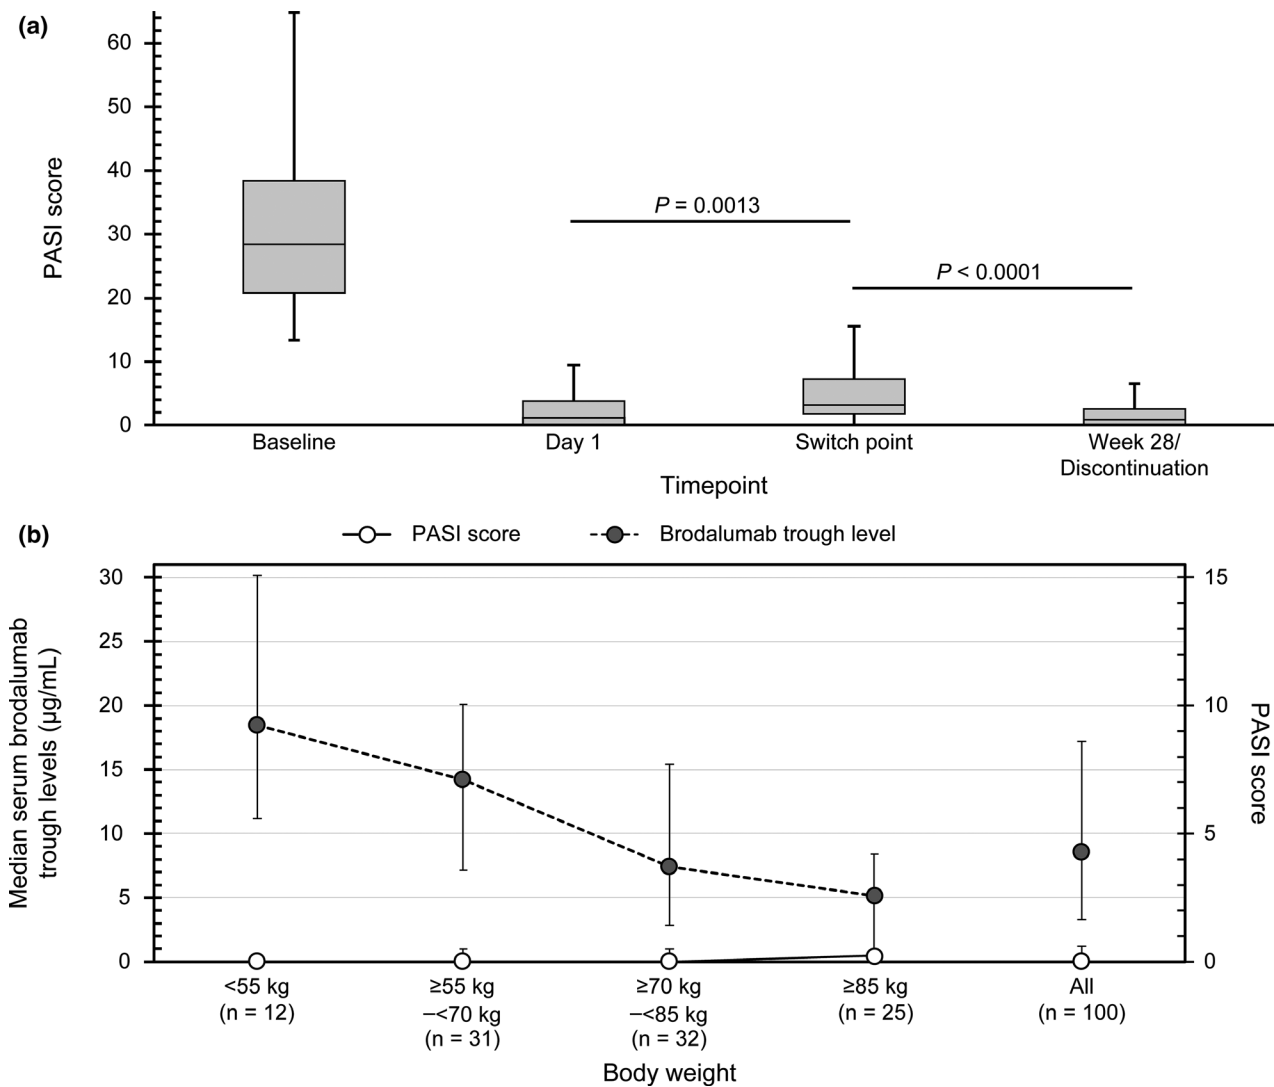 (a)
PASI score
60
50
40
30
20
10
0
P = 0.0013
P < 0.0001
Baseline
Day 1
Switch point
Week 28/
Discontinuation
Timepoint
(b)
PASI score
Brodalumab trough level
Median serum brodalumab
trough levels (µg/mL)
30
25
20
15
10
5
0
15
10
5
0
PASI score
<55 kg
(n = 12)
≥55 kg
–<70 kg
(n = 31)
≥70 kg
–<85 kg
(n = 32)
≥85 kg
(n = 25)
All
(n = 100)
Body weight